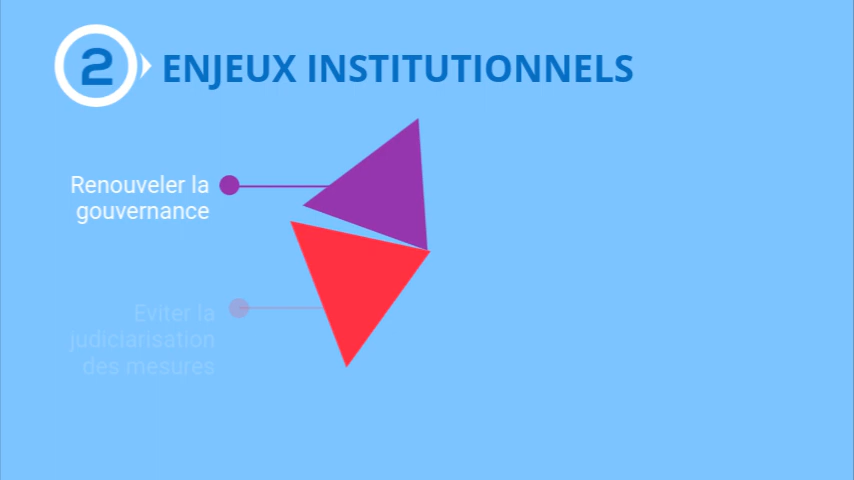 2
ENJEUX INSTITUTIONNELS
Renouveler la
gouvernance
Eviter la
judiciarisation
des mesures